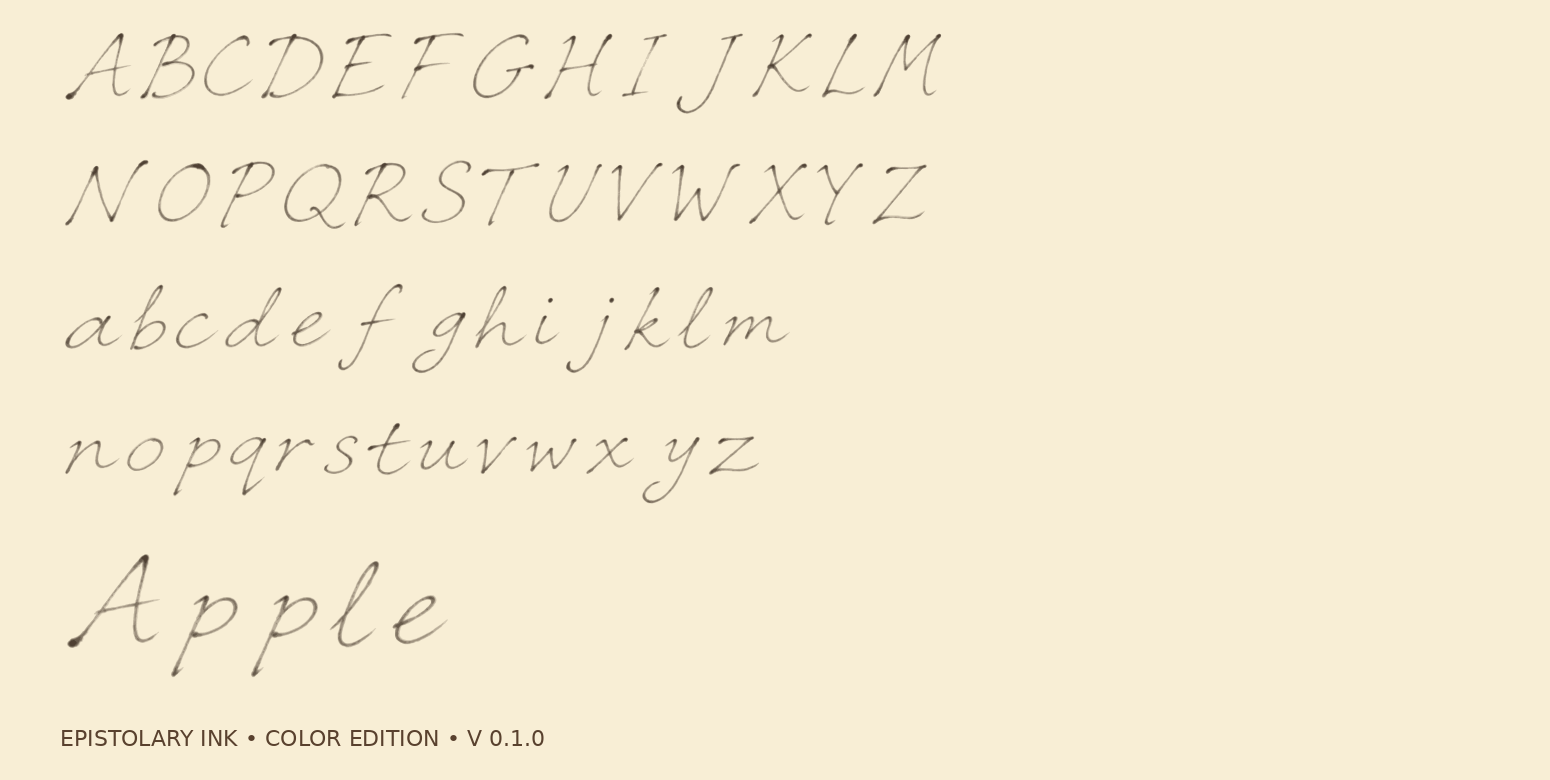 ABCDEFGHIJKLM
NOPQRSTUVWXYZ
abcdefghijklm
nopqrstuvwxyz
Apple
EPISTOLARY INK • COLOR EDITION • V 0.1.0